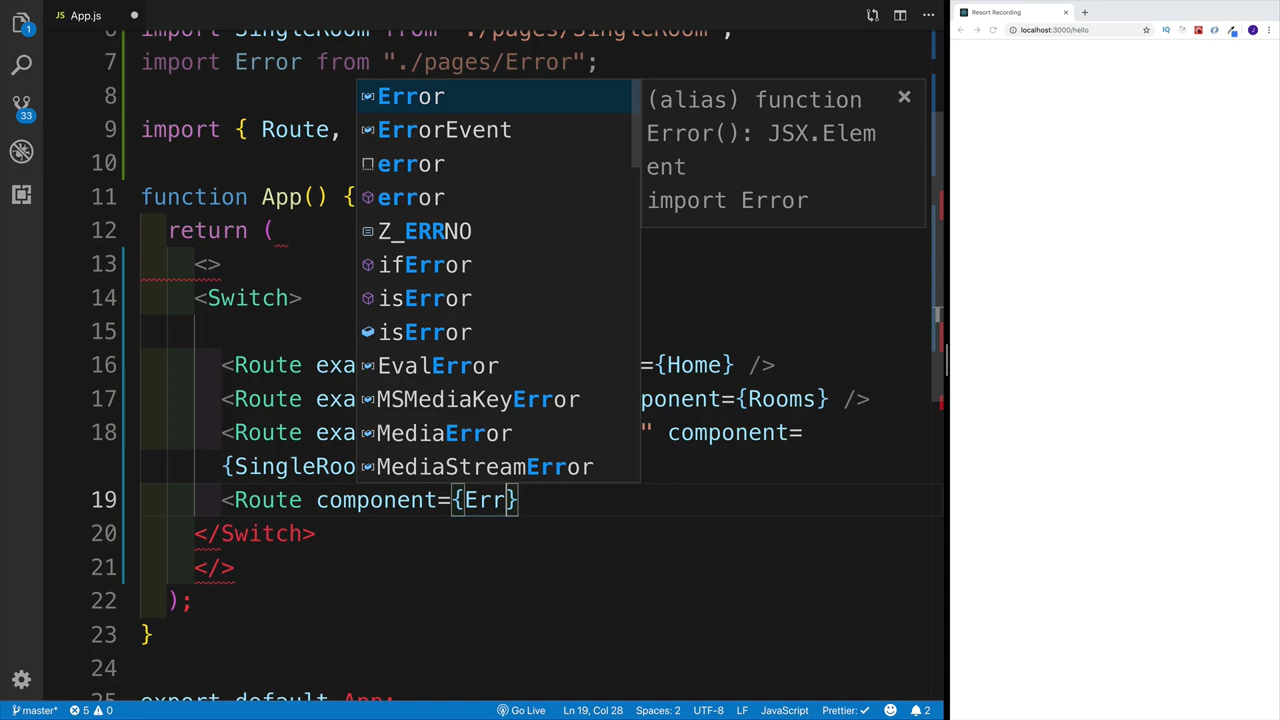 App.js
Resort Recording
localhost:3000/hello
6 import SingleRoom from "./pages/SingleRoom";
7 import Error from "./pages/Error";
8
9 import { Route,
10
11 function App() {
12 return (
13 <>
14 <Switch>
15
16 <Route exa ={Home} />
17 <Route exa ponent={Rooms} />
18 <Route exa " component=
{SingleRoo
19 <Route component={Err}
20 </Switch>
21 </>
22 );
23 }
24
25 export default App;
Error
ErrorEvent
error
error
Z_ERRNO
ifError
isError
isError
EvalError
MSMediaKeyError
MediaError
MediaStreamError
(alias) function
Error(): JSX.Elem
ent
import Error
1
33
master* 5 0 Go Live Ln 19, Col 28 Spaces: 2 UTF-8 LF JavaScript Prettier: ✓ 2